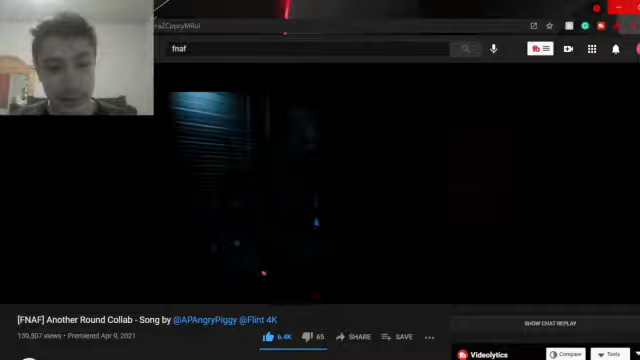 =aZCppcyMRuI
fnaf
[FNAF] Another Round Collab - Song by @APAngryPiggy @Flint 4K
139,507 views • Premiered Apr 9, 2021
6.4K
65
SHARE
SAVE
SHOW CHAT REPLAY
Videolytics
Compare
Tools